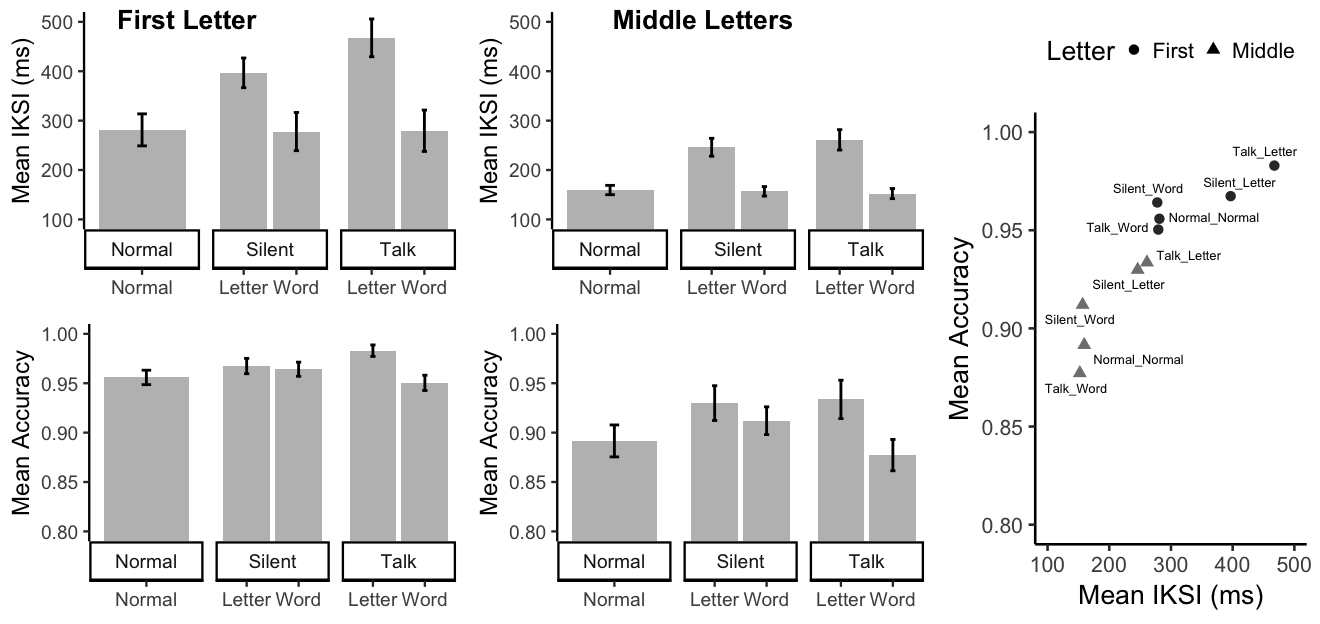 First Letter
Mean IKSI (ms)
500
400
300
200
100
Normal Silent Talk
Normal Letter Word Letter Word
Middle Letters
Mean IKSI (ms)
500
400
300
200
100
Normal Silent Talk
Normal Letter Word Letter Word
Mean Accuracy
1.00
0.95
0.90
0.85
0.80
Normal Silent Talk
Normal Letter Word Letter Word
Mean Accuracy
1.00
0.95
0.90
0.85
0.80
Normal Silent Talk
Normal Letter Word Letter Word
Letter First Middle
Mean Accuracy
1.00
0.95
0.90
0.85
0.80
Talk_Letter
Silent_Letter
Silent_Word
Normal_Normal
Talk_Word
Talk_Letter
Silent_Letter
Silent_Word
Normal_Normal
Talk_Word
100 200 300 400 500
Mean IKSI (ms)